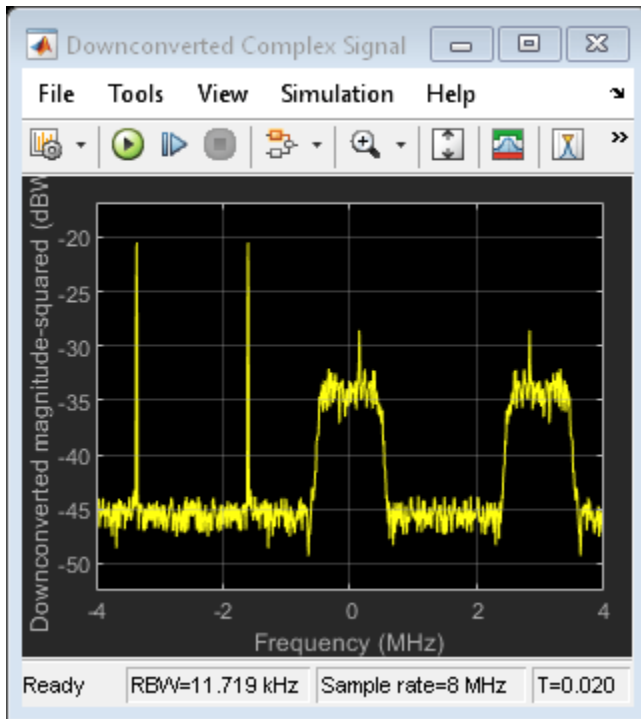 Downconverted Complex Signal
File Tools View Simulation Help
Downconverted magnitude-squared (dBW
-20
-25
-30
-35
-40
-45
-50
-4 -2 0 2 4
Frequency (MHz)
Ready RBW=11.719 kHz Sample rate=8 MHz T=0.020